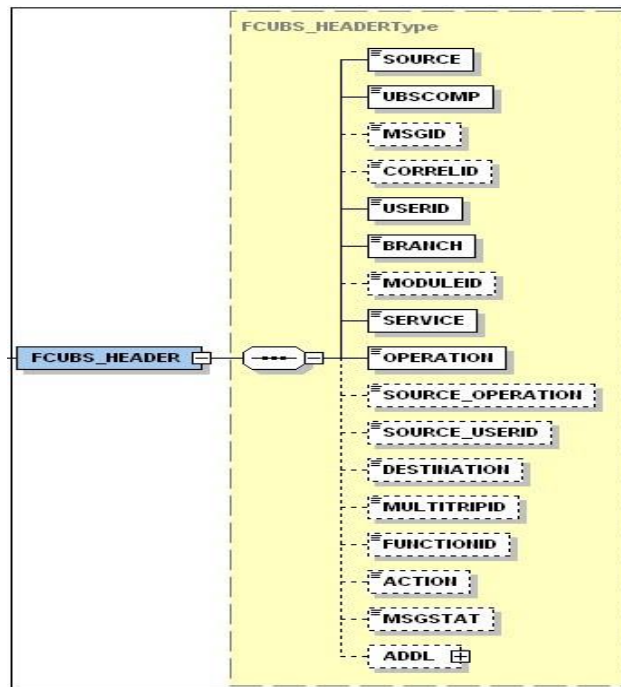 FCUBS_HEADERType
SOURCE
UBSCOMP
MSGID
CORRELID
USERID
BRANCH
MODULEID
SERVICE
FCUBS_HEADER
OPERATION
SOURCE_OPERATION
SOURCE_USERID
DESTINATION
MULTITRIPID
FUNCTIONID
ACTION
MSGSTAT
ADDL